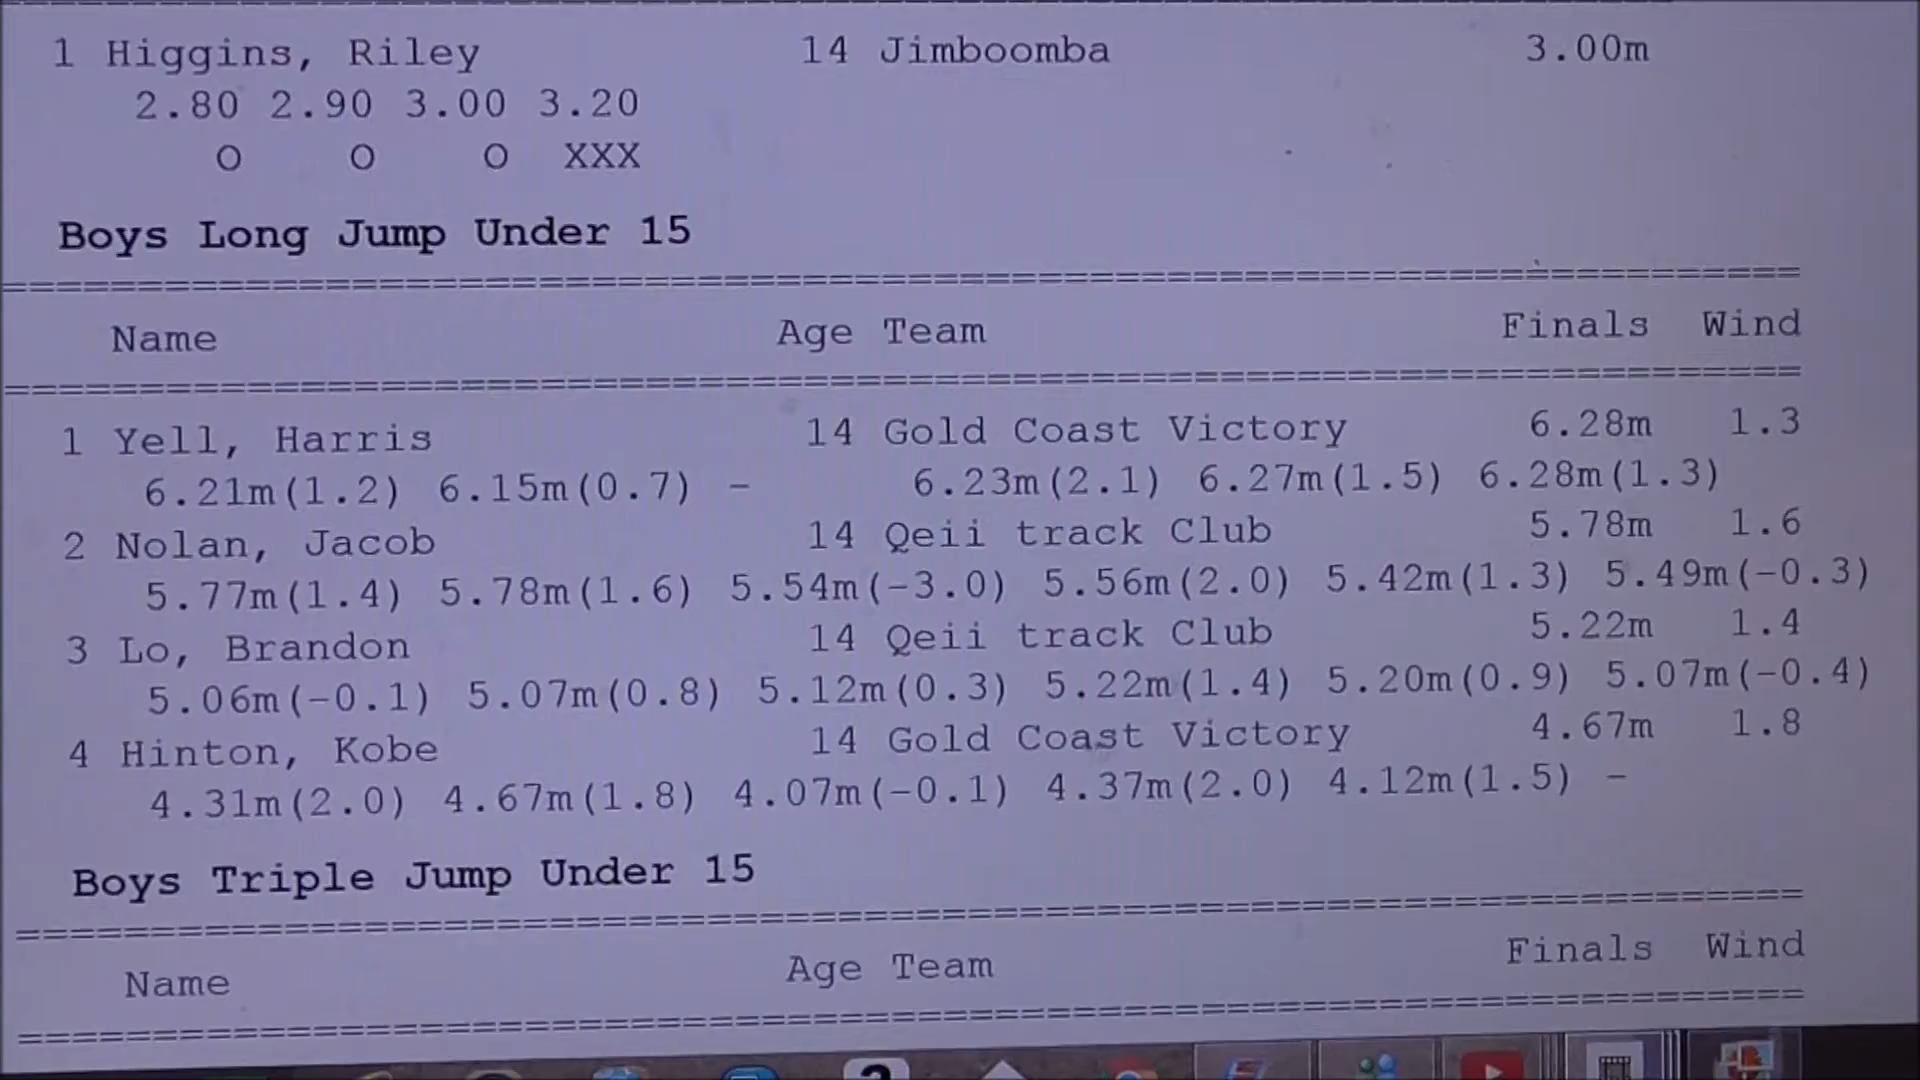 1 Higgins, Riley 14 Jimboomba 3.00m
2.80 2.90 3.00 3.20
O O O XXX
Boys Long Jump Under 15
==========================================================================
Name Age Team Finals Wind
==========================================================================
1 Yell, Harris 14 Gold Coast Victory 6.28m 1.3
6.21m(1.2) 6.15m(0.7) - 6.23m(2.1) 6.27m(1.5) 6.28m(1.3)
2 Nolan, Jacob 14 Qeii track Club 5.78m 1.6
5.77m(1.4) 5.78m(1.6) 5.54m(-3.0) 5.56m(2.0) 5.42m(1.3) 5.49m(-0.3)
3 Lo, Brandon 14 Qeii track Club 5.22m 1.4
5.06m(-0.1) 5.07m(0.8) 5.12m(0.3) 5.22m(1.4) 5.20m(0.9) 5.07m(-0.4)
4 Hinton, Kobe 14 Gold Coast Victory 4.67m 1.8
4.31m(2.0) 4.67m(1.8) 4.07m(-0.1) 4.37m(2.0) 4.12m(1.5) -
Boys Triple Jump Under 15
==========================================================================
Name Age Team Finals Wind
==========================================================================
?